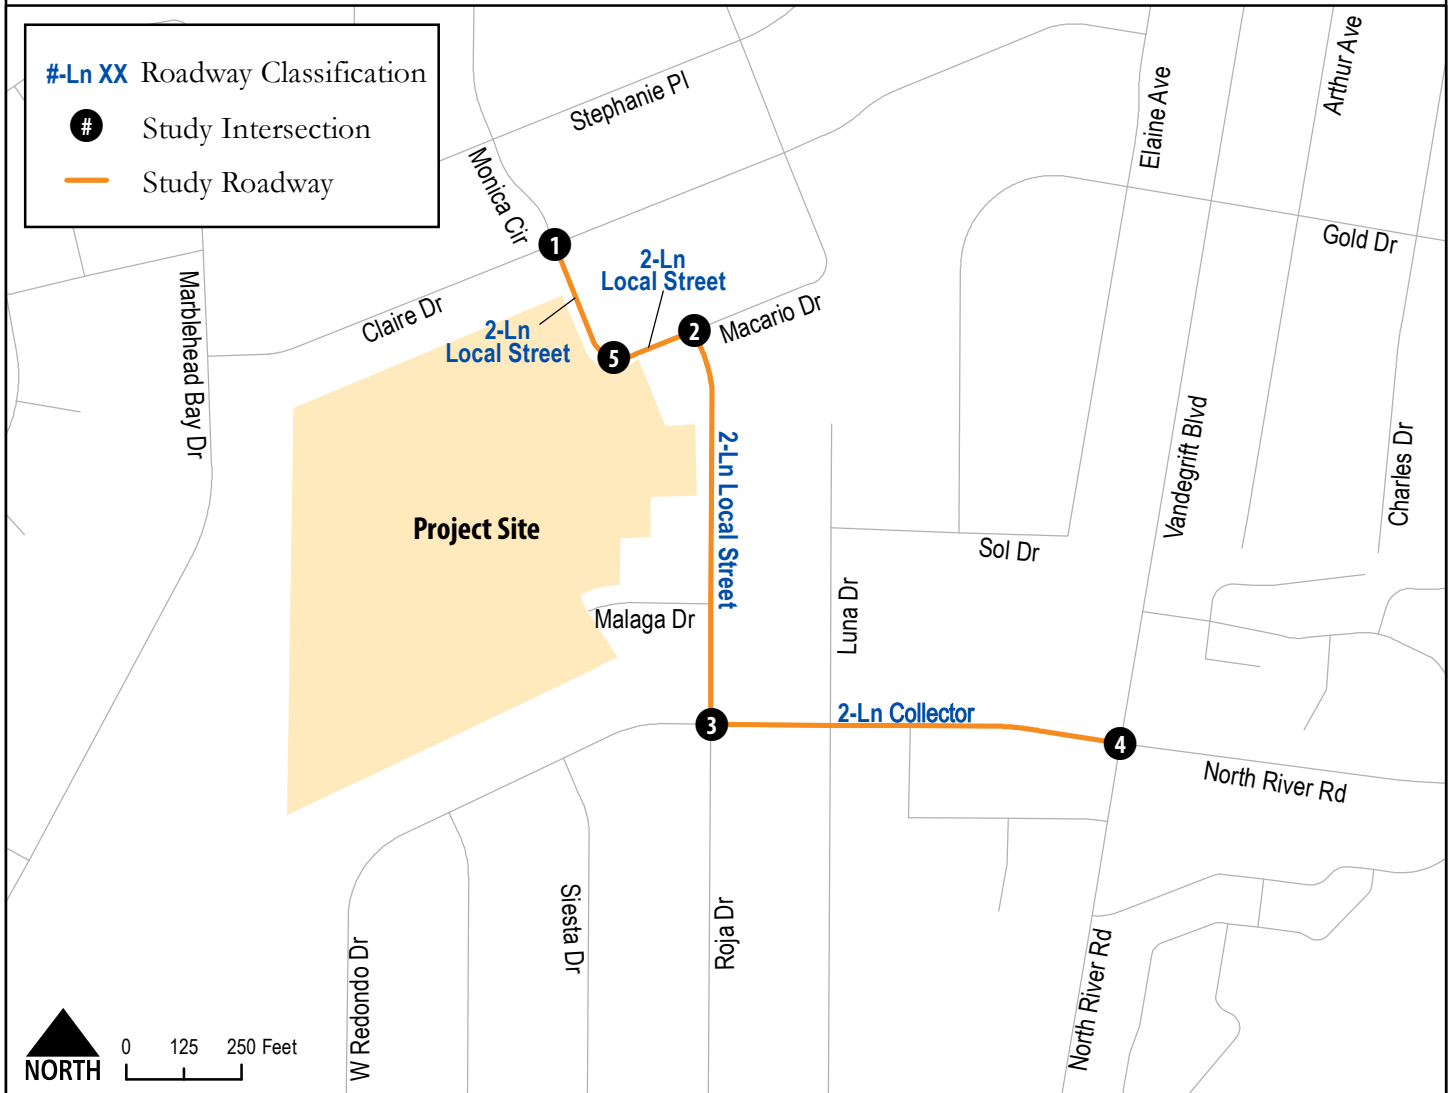 #-Ln XX Roadway Classification
# Study Intersection
Study Roadway
Stephanie Pl
Monica Cir
Elaine Ave
Arthur Ave
Gold Dr
1
2-Ln
Local Street
Claire Dr
2-Ln
Local Street
5
2
Macario Dr
Marblehead Bay Dr
2-Ln Local Street
Vandegrift Blvd
Charles Dr
Project Site
Sol Dr
Malaga Dr
Luna Dr
3
2-Ln Collector
4
North River Rd
Siesta Dr
Roja Dr
W Redondo Dr
North River Rd
NORTH
0 125 250 Feet